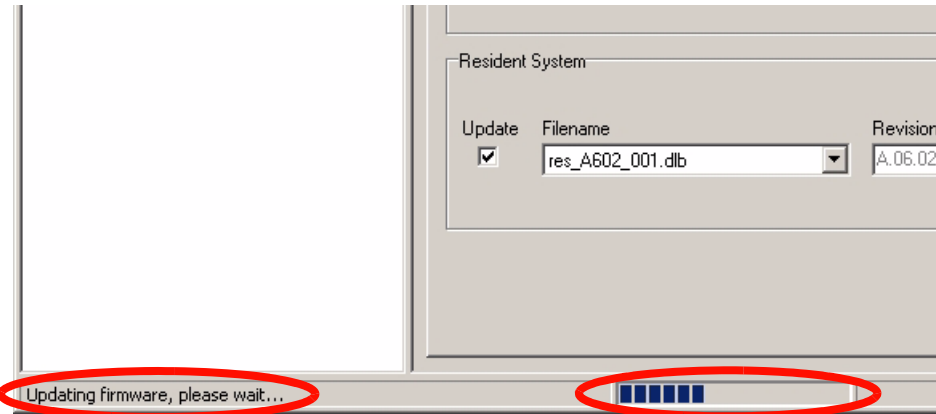 Resident System
Update Filename Revision
res_A602_001.dlb A.06.02
Updating firmware, please wait...